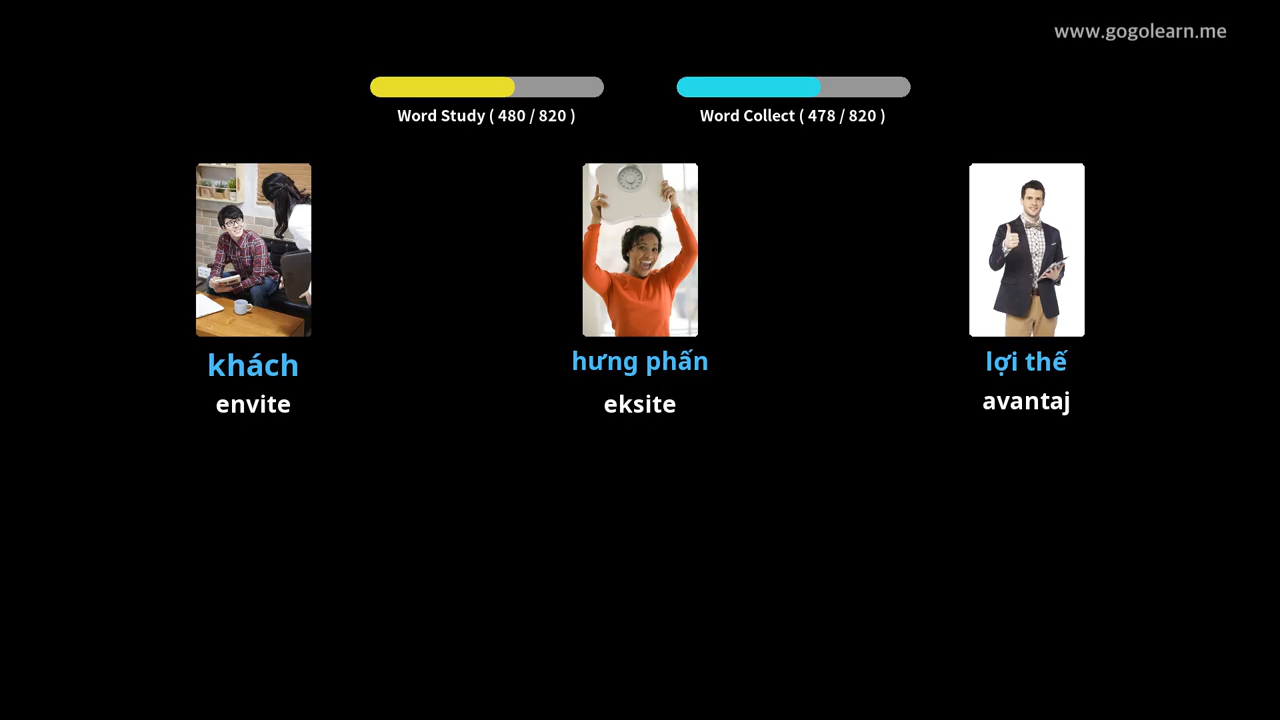 www.gogolearn.me
Word Study ( 480 / 820 )
Word Collect ( 478 / 820 )
khách
hưng phấn
lợi thế
envite
eksite
avantaj